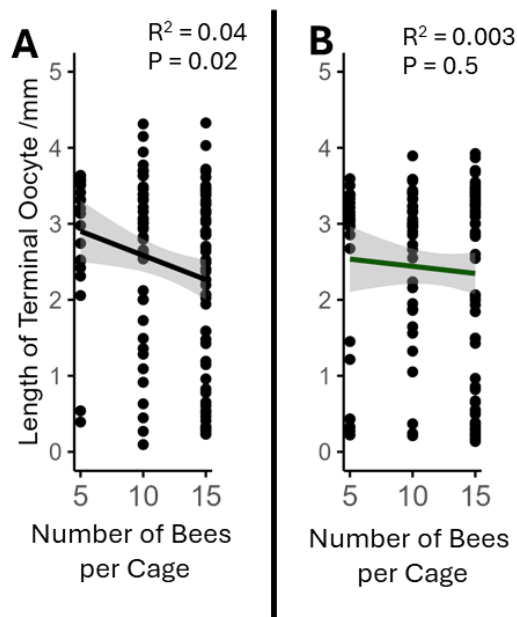 A
R² = 0.04
P = 0.02
Length of Terminal Oocyte /mm
5
4
3
2
1
0
5 10 15
Number of Bees
per Cage
B
R² = 0.003
P = 0.5
5
4
3
2
1
0
5 10 15
Number of Bees
per Cage